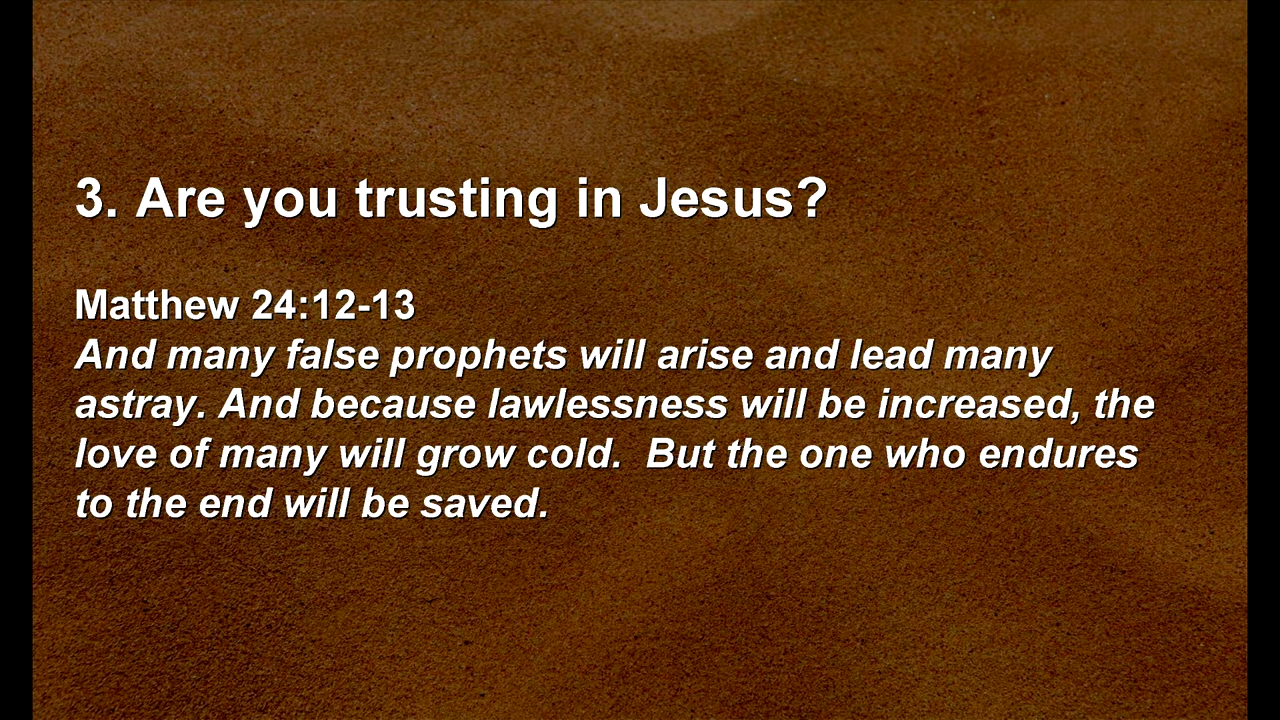 3. Are you trusting in Jesus?
Matthew 24:12-13
And many false prophets will arise and lead many
astray. And because lawlessness will be increased, the
love of many will grow cold.  But the one who endures
to the end will be saved.